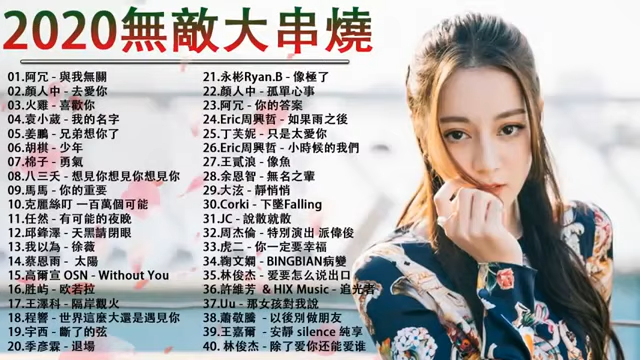 2020無敵大串燒
01.阿冗 - 與我無關
02.顏人中 - 去愛你
03.火雞 - 喜歡你
04.袁小葳 - 我的名字
05.姜鵬 - 兄弟想你了
06.胡棋 - 少年
07.棉子 - 勇氣
08.八三夭 - 想見你想見你想見你
09.馬馬 - 你的重要
10.克麗絲叮 一百萬個可能
11.任然 - 有可能的夜晚
12.邱鋒澤 - 天黑請閉眼
13.我以為 - 徐薇
14.蔡恩雨 - 太陽
15.高爾宣 OSN - Without You
16.胜屿 - 欧若拉
17.王澤科 - 隔岸觀火
18.程響 - 世界這麼大還是遇見你
19.字西 - 斷了的弦
20.季彦霖 - 退場
21.永彬Ryan.B - 像極了
22.顏人中 - 孤單心事
23.阿冗 - 你的答案
24.Eric周興哲 - 如果雨之後
25.丁芙妮 - 只是太愛你
26.Eric周興哲 - 小時候的我們
27.王貳浪 - 像魚
28.余恩智 - 無名之輩
29.大泫 - 靜悄悄
30.Corki - 下墜Falling
31.JC - 說散就散
32.周杰倫 - 特別演出 派偉俊
33.虎二 - 你一定要幸福
34.鞠文嫻 - BINGBIAN病變
35.林俊杰 - 爱要怎么说出口
36.許維芳 & HIX Music - 追光者
37.Uu - 那女孩對我說
38.蕭敬騰 - 以後別做朋友
39.王嘉爾 - 安靜 silence 純享
40. 林俊杰 - 除了爱你还能爱谁